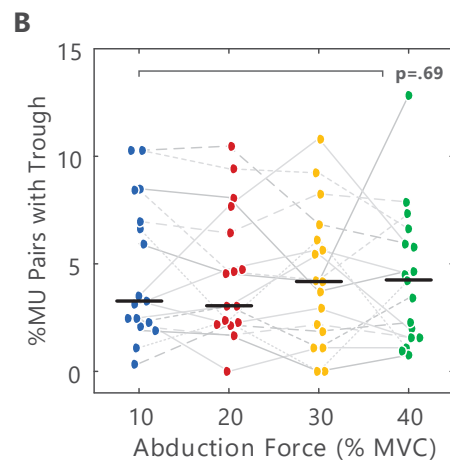 B
15
p=.69
10
5
0
%MU Pairs with Trough
10 20 30 40
Abduction Force (% MVC)